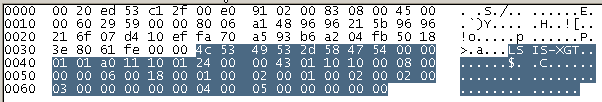 0000 00 20 ed 53 c1 2f 00 e0 91 02 00 83 08 00 45 00 . .S./.. ......E.
0010 00 60 29 59 00 00 80 06 a1 48 96 96 21 5b 96 96 .`)Y.... .H..![..
0020 21 6f 07 d4 10 ef fa 70 a5 93 b6 a2 04 fb 50 18 !o.....p ......P.
0030 3e 80 61 fe 00 00 4c 53 49 53 2d 58 47 54 00 00 >.a...LS IS-XGT..
0040 01 01 a0 11 10 01 24 00 00 43 01 10 10 00 08 00 ......$. .C......
0050 00 00 06 00 18 00 01 00 02 00 01 00 02 00 02 00 ........ ........
0060 03 00 00 00 00 00 04 00 05 00 00 00 00 00 ........ ......